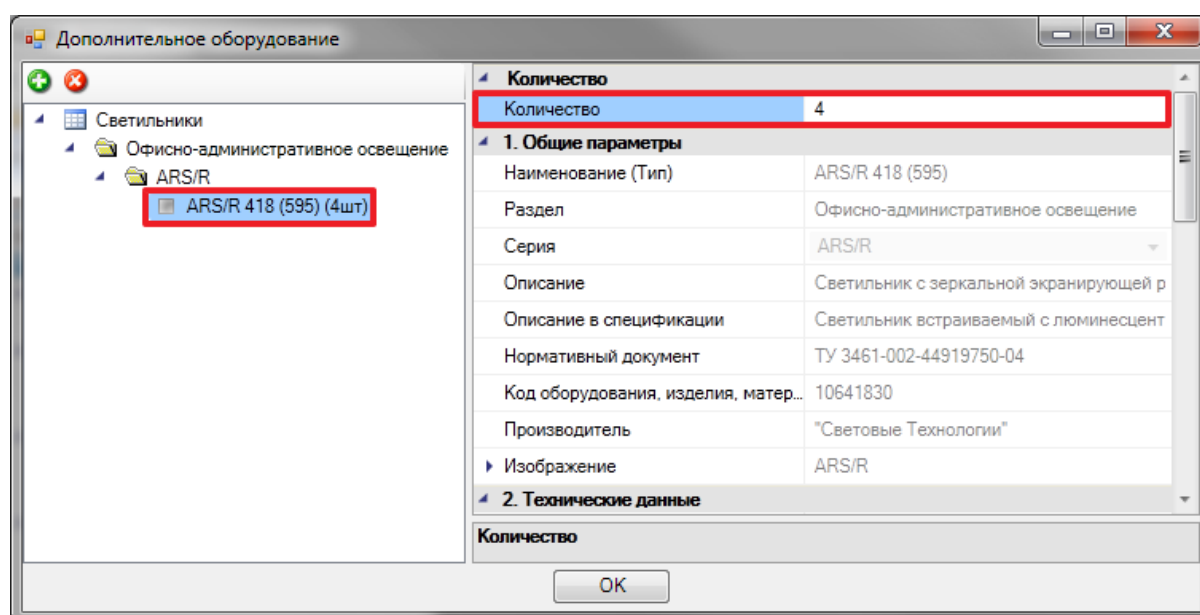 Дополнительное оборудование
Светильники
Офисно-административное освещение
ARS/R
ARS/R 418 (595) (4шт)
Количество
Количество 4
1. Общие параметры
Наименование (Тип) ARS/R 418 (595)
Раздел Офисно-административное освещение
Серия ARS/R
Описание Светильник с зеркальной экранирующей р
Описание в спецификации Светильник встраиваемый с люминесцент
Нормативный документ ТУ 3461-002-44919750-04
Код оборудования, изделия, матер... 10641830
Производитель "Световые Технологии"
Изображение ARS/R
2. Технические данные
Количество
OK